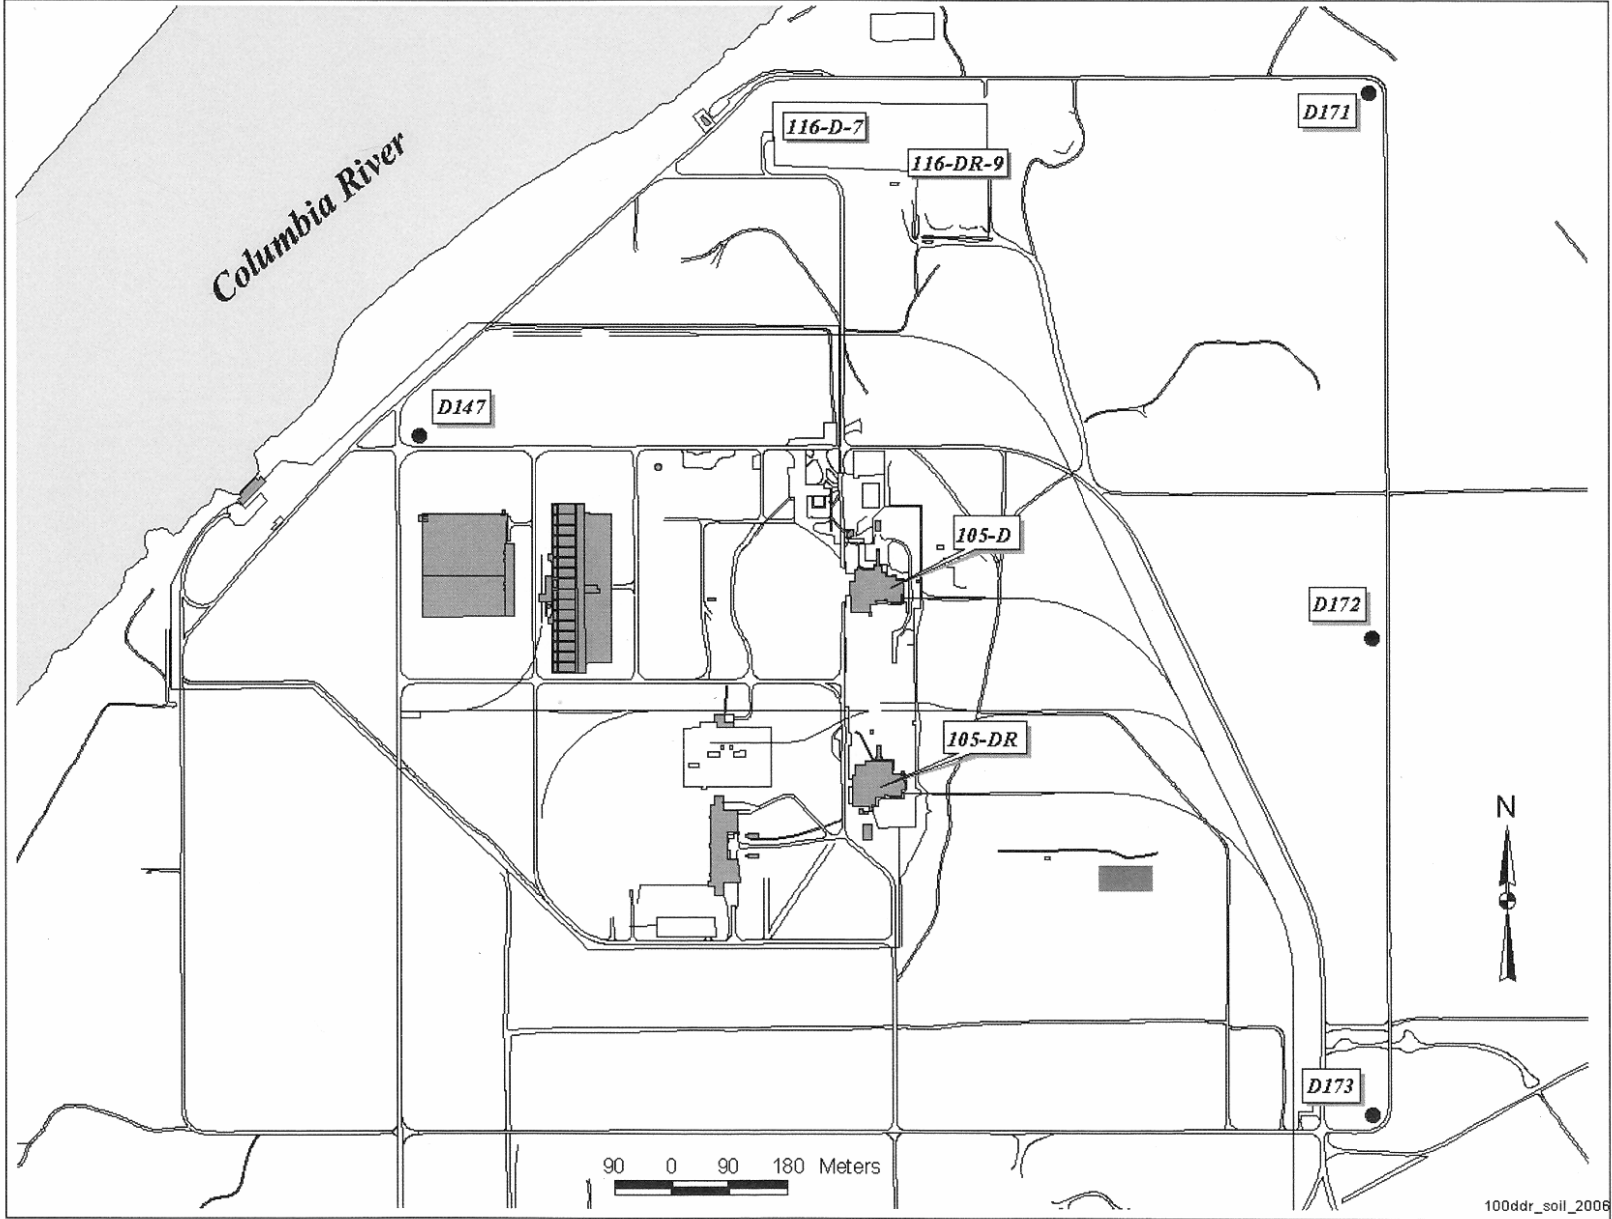 D171
116-D-7
116-DR-9
Columbia River
D147
105-D
D172
105-DR
N
D173
90 0 90 180 Meters
100ddr_soil_2006